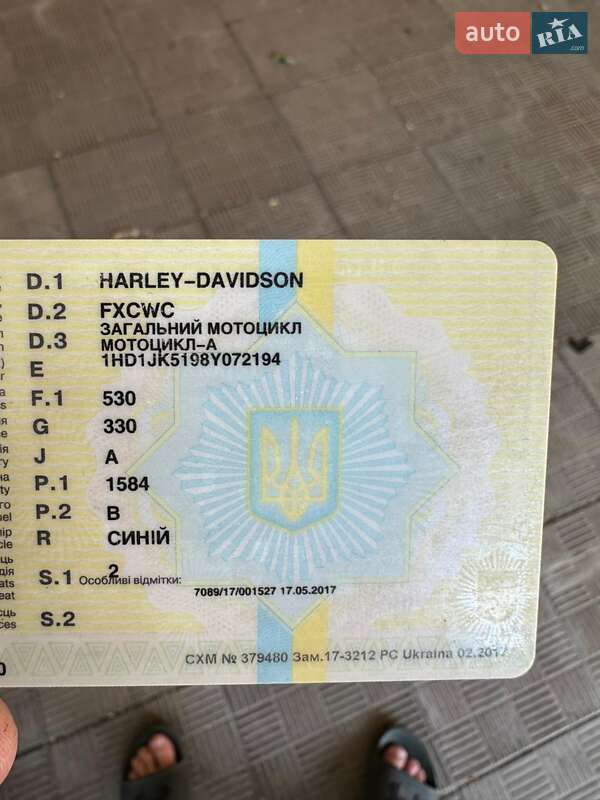 auto RIA .com
D.1 HARLEY-DAVIDSON
D.2 FXCWC
D.3 ЗАГАЛЬНИЙ МОТОЦИКЛ
МОТОЦИКЛ-А
E 1HD1JK5198Y072194
F.1 530
G 330
J A
P.1 1584
P.2 B
R СИНІЙ
S.1 2 Особливі відмітки:
7089/17/001527 17.05.2017
S.2
СХМ № 379480 Зам.17-3212 PC Ukraina 02.2017